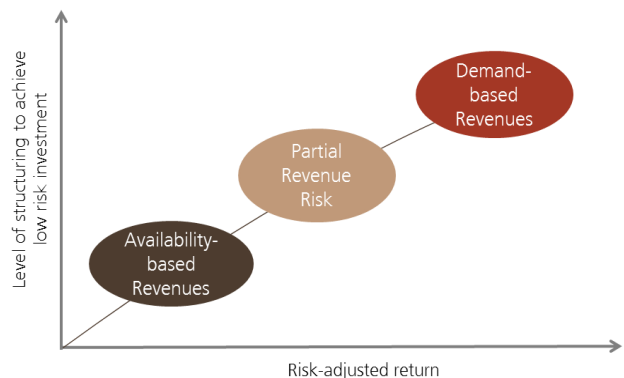 Level of structuring to achieve
low risk investment
Demand-
based
Revenues
Partial
Revenue
Risk
Availability-
based
Revenues
Risk-adjusted return